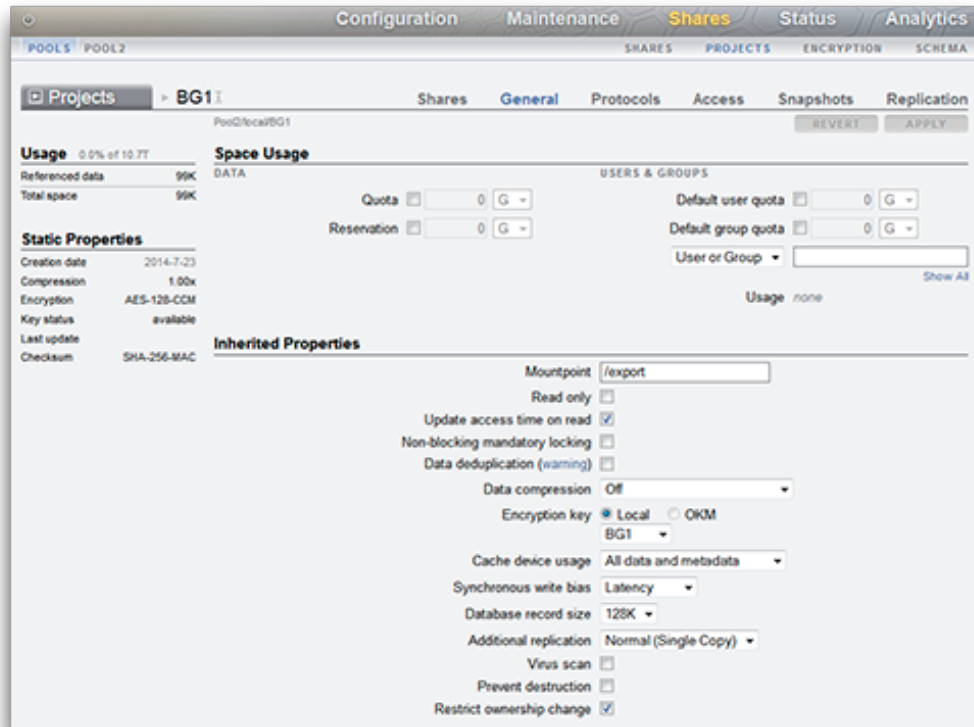 Configuration Maintenance Shares Status Analytics
POOLS POOL2 SHARES PROJECTS ENCRYPTION SCHEMA
Projects BG1 Shares General Protocols Access Snapshots Replication
Pool2/local/BG1 REVERT APPLY
Usage 0.0% of 10.7T
Referenced data 99K
Total space 99K
Static Properties
Creation date 2014-7-23
Compression 1.00x
Encryption AES-128-CCM
Key status available
Last update
Checksum SHA-256-MAC
Space Usage
DATA USERS & GROUPS
Quota 0 G Default user quota 0 G
Reservation 0 G Default group quota 0 G
User or Group
Show All
Usage none
Inherited Properties
Mountpoint /export
Read only
Update access time on read
Non-blocking mandatory locking
Data deduplication (warning)
Data compression Off
Encryption key Local OKM
BG1
Cache device usage All data and metadata
Synchronous write bias Latency
Database record size 128K
Additional replication Normal (Single Copy)
Virus scan
Prevent destruction
Restrict ownership change